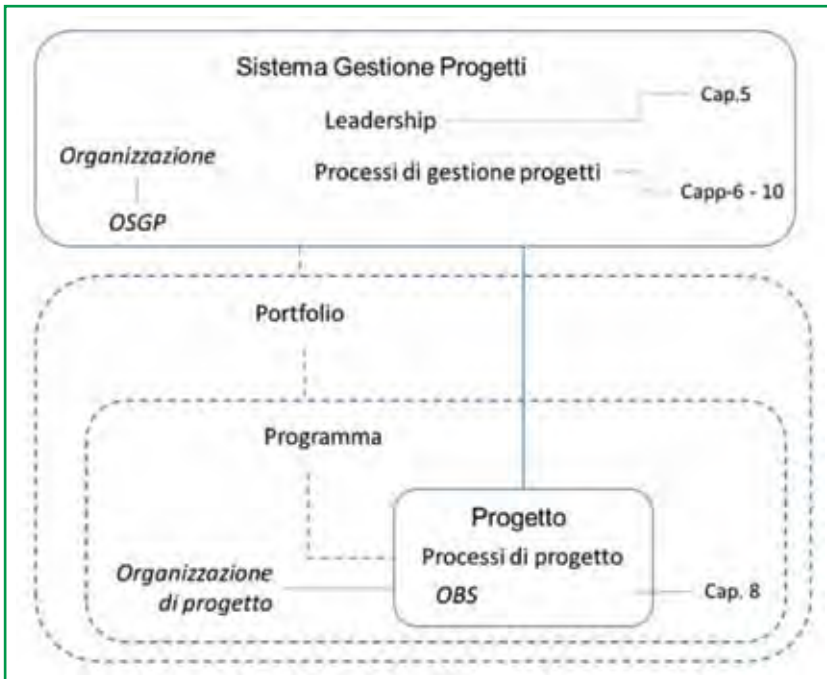 Sistema Gestione Progetti
Leadership
Cap.5
Organizzazione
Processi di gestione progetti
Capp-6 - 10
OSGP
Portfolio
Programma
Progetto
Processi di progetto
Organizzazione
di progetto
OBS
Cap. 8